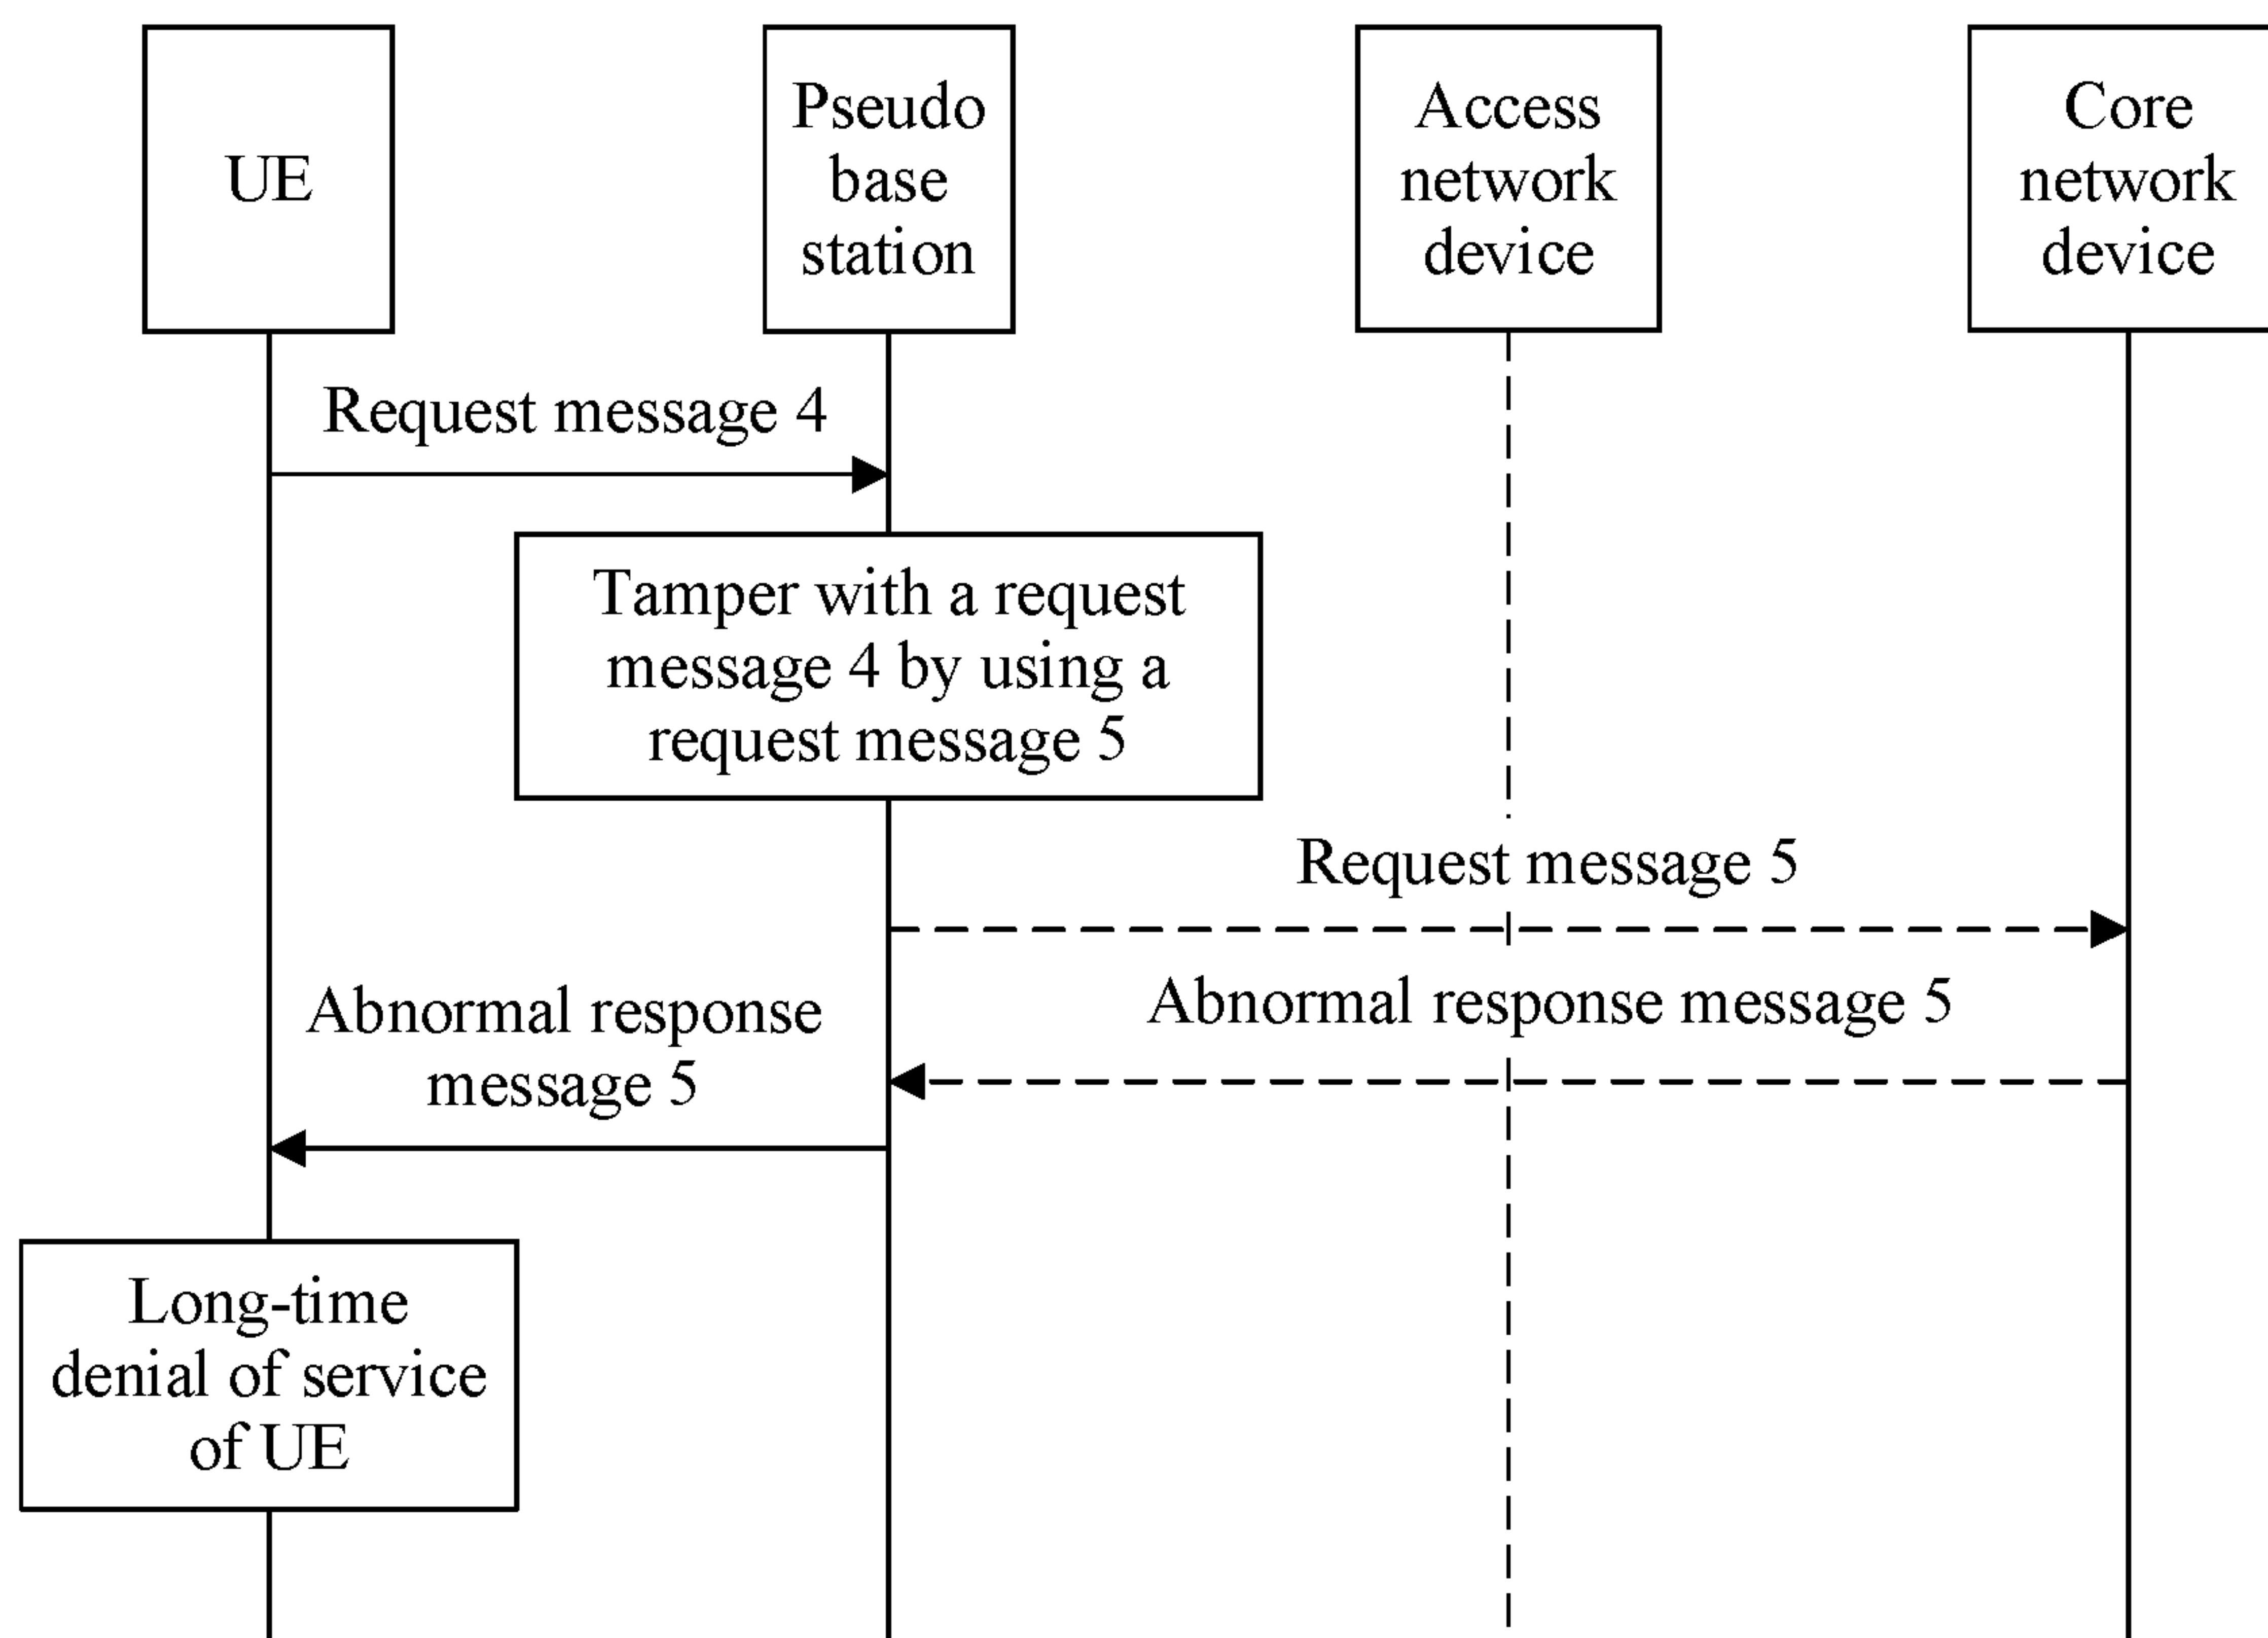 UE
Pseudo
base
station
Access
network
device
Core
network
device
Request message 4
Tamper with a request
message 4 by using a
request message 5
Request message 5
Abnormal response message 5
Abnormal response
message 5
Long-time
denial of service
of UE